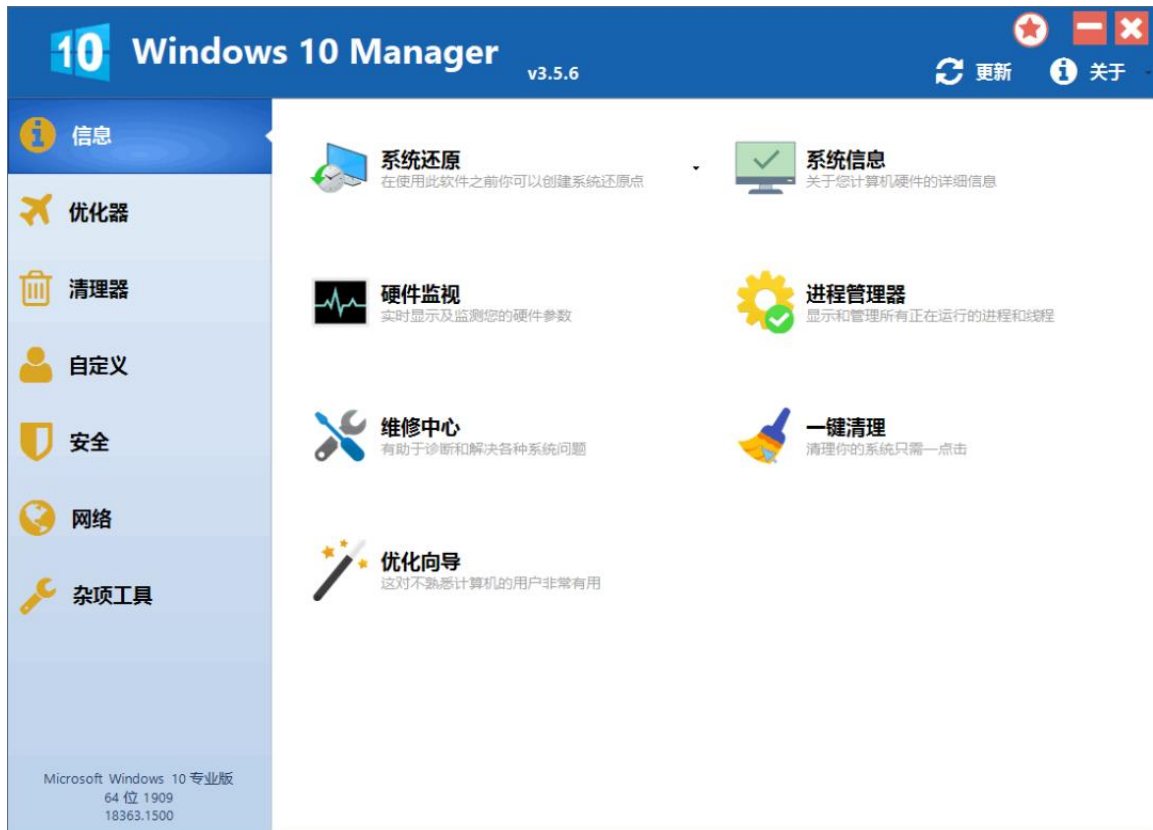 10 Windows 10 Manager v3.5.6
更新 关于
信息
优化器
清理器
自定义
安全
网络
杂项工具
Microsoft Windows 10 专业版
64 位 1909
18363.1500
系统还原
在使用此软件之前你可以创建系统还原点
系统信息
关于您计算机硬件的详细信息
硬件监视
实时显示及监测您的硬件参数
进程管理器
显示和管理所有正在运行的进程和线程
维修中心
有助于诊断和解决各种系统问题
一键清理
清理你的系统只需一点击
优化向导
这对不熟悉计算机的用户非常有用